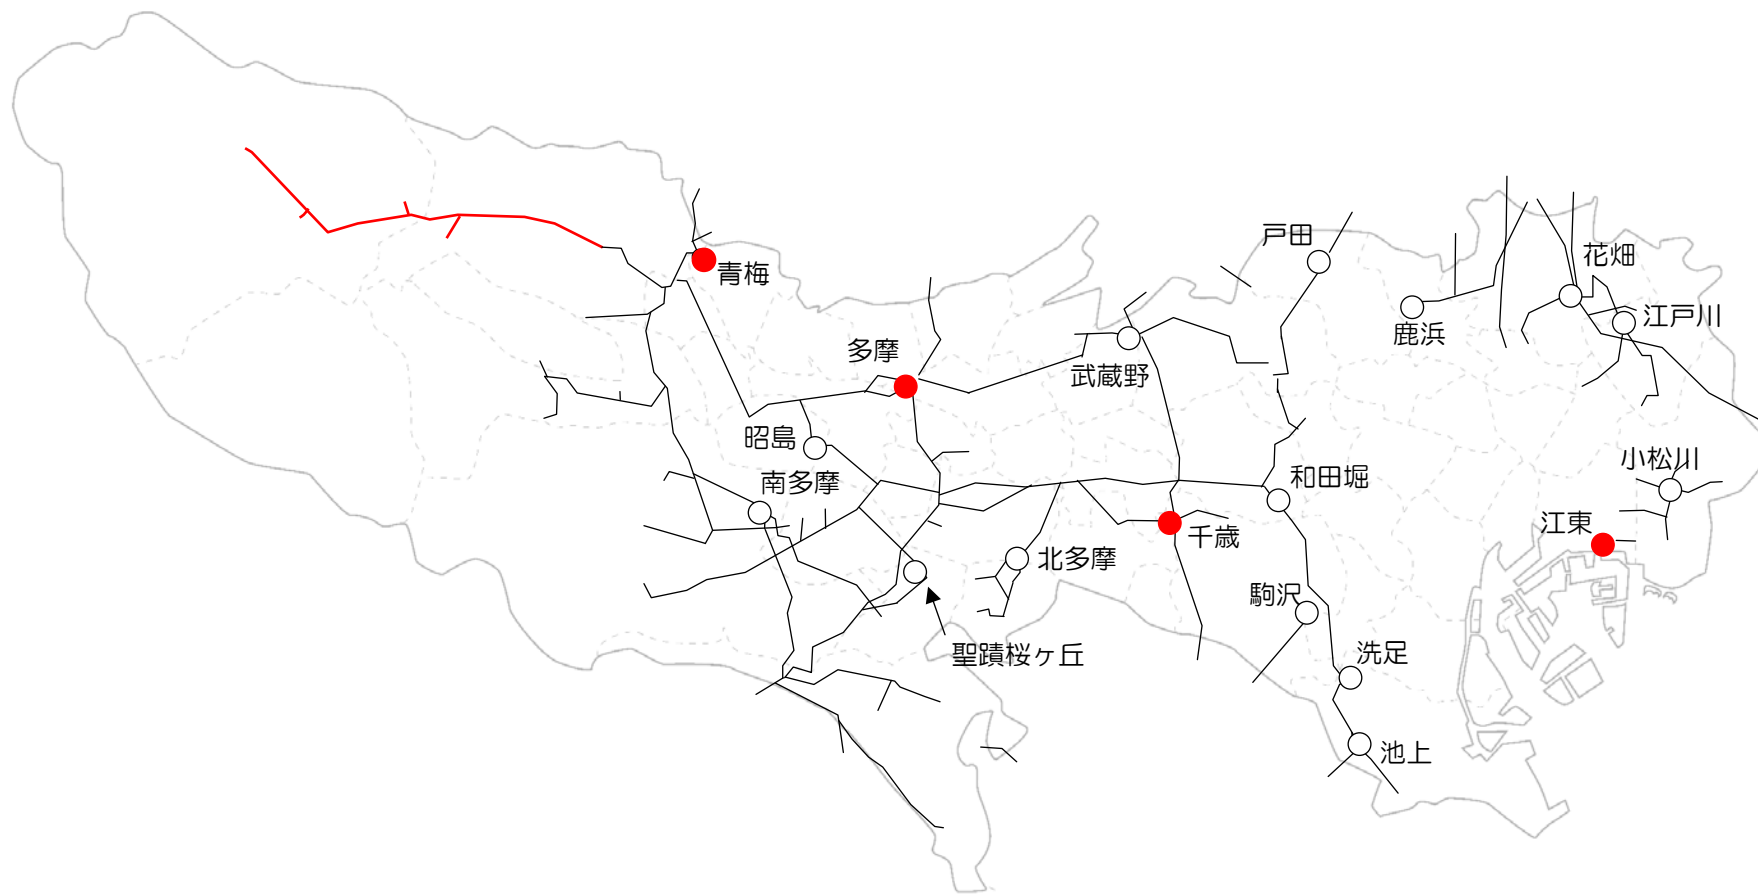 戸田
花畑
青梅
江戸川
鹿浜
多摩
武蔵野
昭島
小松川
和田堀
南多摩
江東
千歳
北多摩
駒沢
聖蹟桜ヶ丘
洗足
池上